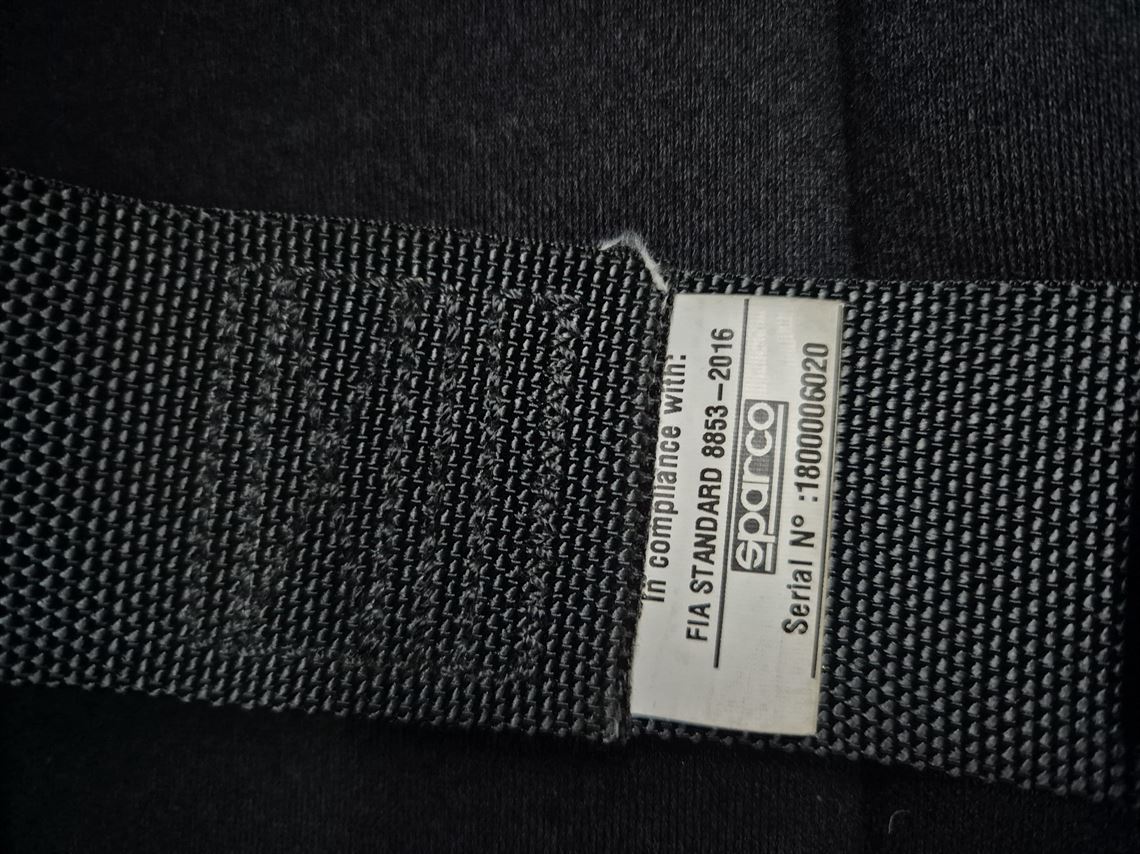 In compliance with:
FIA STANDARD 8853-2016
sparco
Serial N° :1800006020